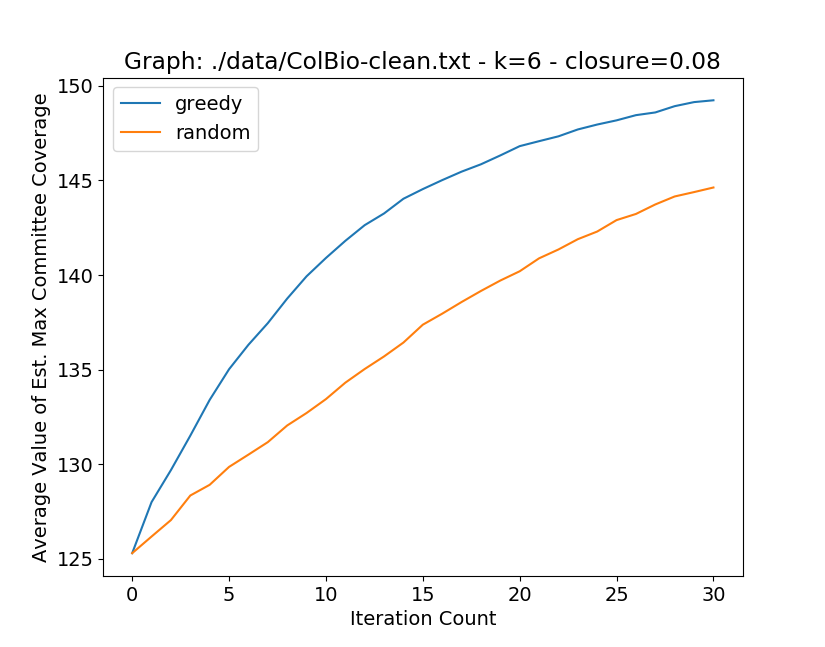 Graph: ./data/ColBio-clean.txt - k=6 - closure=0.08
greedy
random
Average Value of Est. Max Committee Coverage
150
145
140
135
130
125
0 5 10 15 20 25 30
Iteration Count